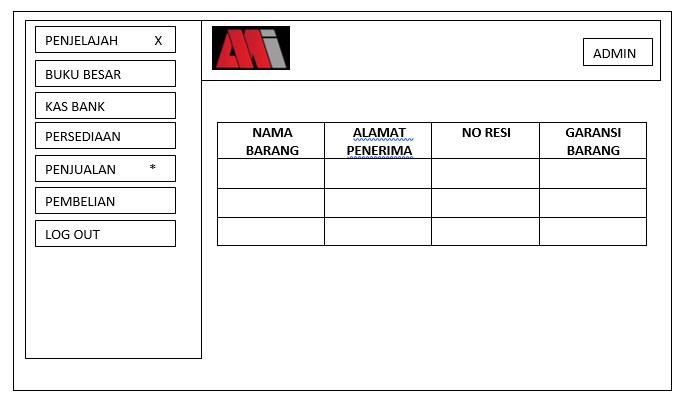 PENJELAJAH X
BUKU BESAR
KAS BANK
PERSEDIAAN
PENJUALAN *
PEMBELIAN
LOG OUT
AMi
ADMIN
NAMA BARANG
ALAMAT PENERIMA
NO RESI
GARANSI BARANG